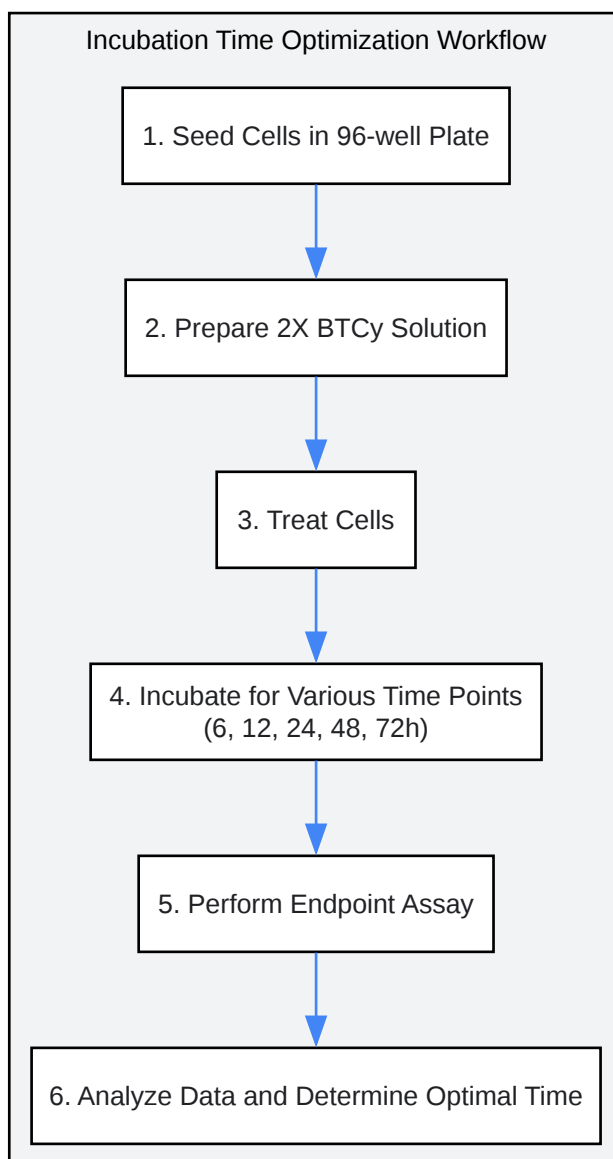 Incubation Time Optimization Workflow
1. Seed Cells in 96-well Plate
2. Prepare 2X BTCy Solution
3. Treat Cells
4. Incubate for Various Time Points
(6, 12, 24, 48, 72h)
5. Perform Endpoint Assay
6. Analyze Data and Determine Optimal Time